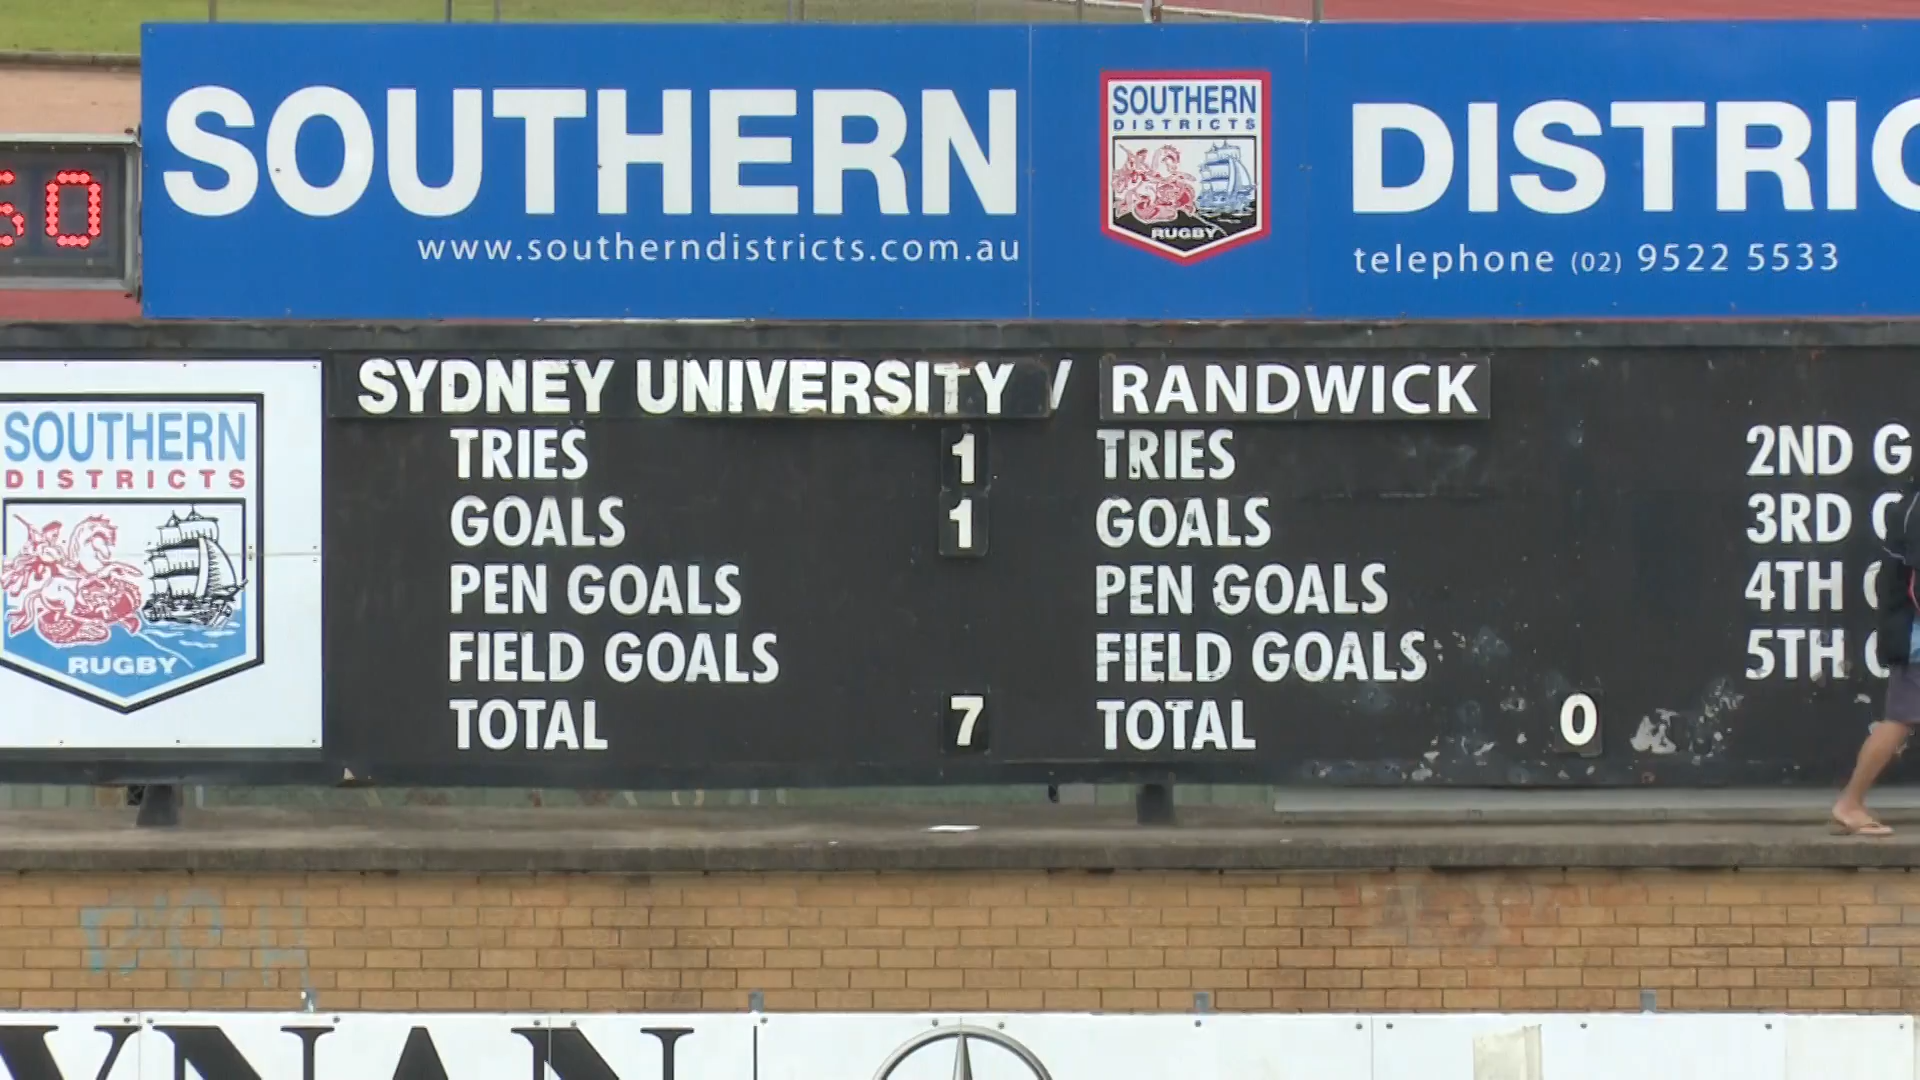 SOUTHERN
www.southerndistricts.com.au
SOUTHERN
DISTRICTS
RUGBY
DISTRIC
telephone (02) 9522 5533
60
SOUTHERN
DISTRICTS
RUGBY
SYDNEY UNIVERSITY V RANDWICK
TRIES 1 TRIES
GOALS 1 GOALS
PEN GOALS PEN GOALS
FIELD GOALS FIELD GOALS
TOTAL 7 TOTAL 0
2ND G
3RD
4TH
5TH
YNAN